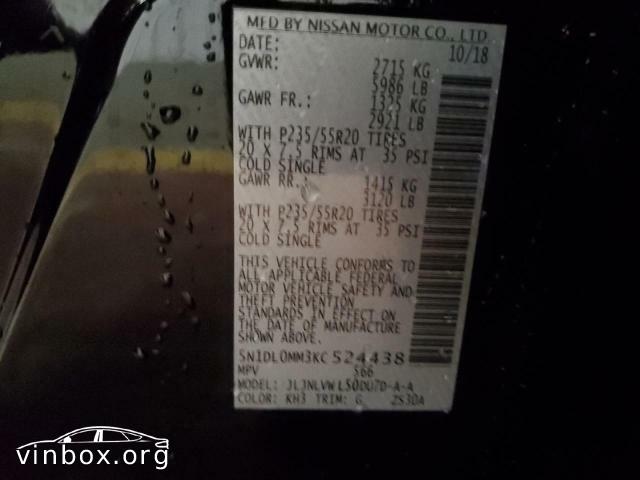 MFD BY NISSAN MOTOR CO., LTD.
DATE: 10/18
GVWR: 2715 KG
5986 LB
GAWR FR.: 1325 KG
2921 LB
WITH P235/55R20 TIRES
20 X 7.5 RIMS AT 35 PSI
COLD SINGLE
GAWR RR.: 1415 KG
3120 LB
WITH P235/55R20 TIRES
20 X 7.5 RIMS AT 35 PSI
COLD SINGLE
THIS VEHICLE CONFORMS TO
ALL APPLICABLE FEDERAL
MOTOR VEHICLE SAFETY AND
THEFT PREVENTION
STANDARDS IN EFFECT ON
THE DATE OF MANUFACTURE
SHOWN ABOVE.
5N1DL0MM3KC 524438
MPV S66
MODEL: JLJNLVWL50DU7D-A-A
COLOR: KH3 TRIM: G ZS30A
vinbox.org